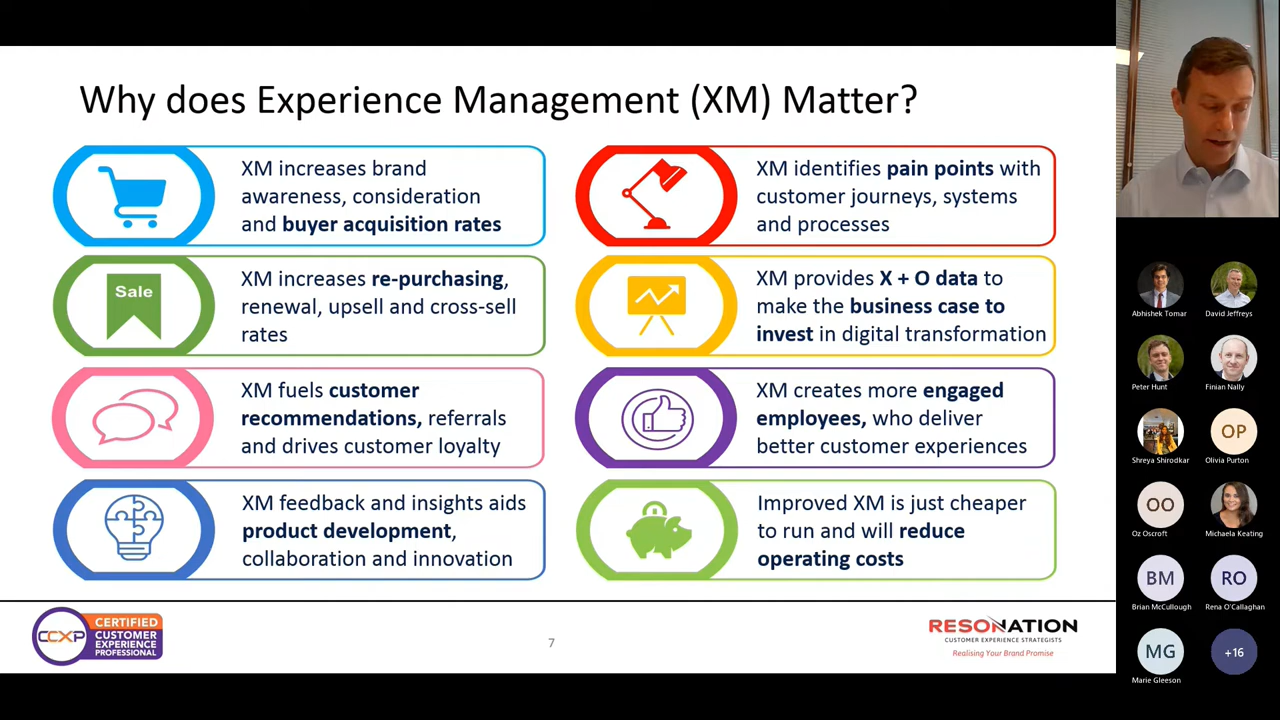 Why does Experience Management (XM) Matter?
XM increases brand
awareness, consideration
and buyer acquisition rates
Sale
XM increases re-purchasing,
renewal, upsell and cross-sell
rates
XM fuels customer
recommendations, referrals
and drives customer loyalty
XM feedback and insights aids
product development,
collaboration and innovation
XM identifies pain points with
customer journeys, systems
and processes
XM provides X + O data to
make the business case to
invest in digital transformation
XM creates more engaged
employees, who deliver
better customer experiences
Improved XM is just cheaper
to run and will reduce
operating costs
CCXP
CERTIFIED
CUSTOMER
EXPERIENCE
PROFESSIONAL
7
RESONATION
CUSTOMER EXPERIENCE STRATEGISTS
Realising Your Brand Promise
Abhishek Tomar
David Jeffreys
Peter Hunt
Finian Nally
Shreya Shirodkar
OP
Olivia Purton
OO
Oz Oscroft
Michaela Keating
BM
Brian McCullough
RO
Rena O'Callaghan
MG
Marie Gleeson
+16